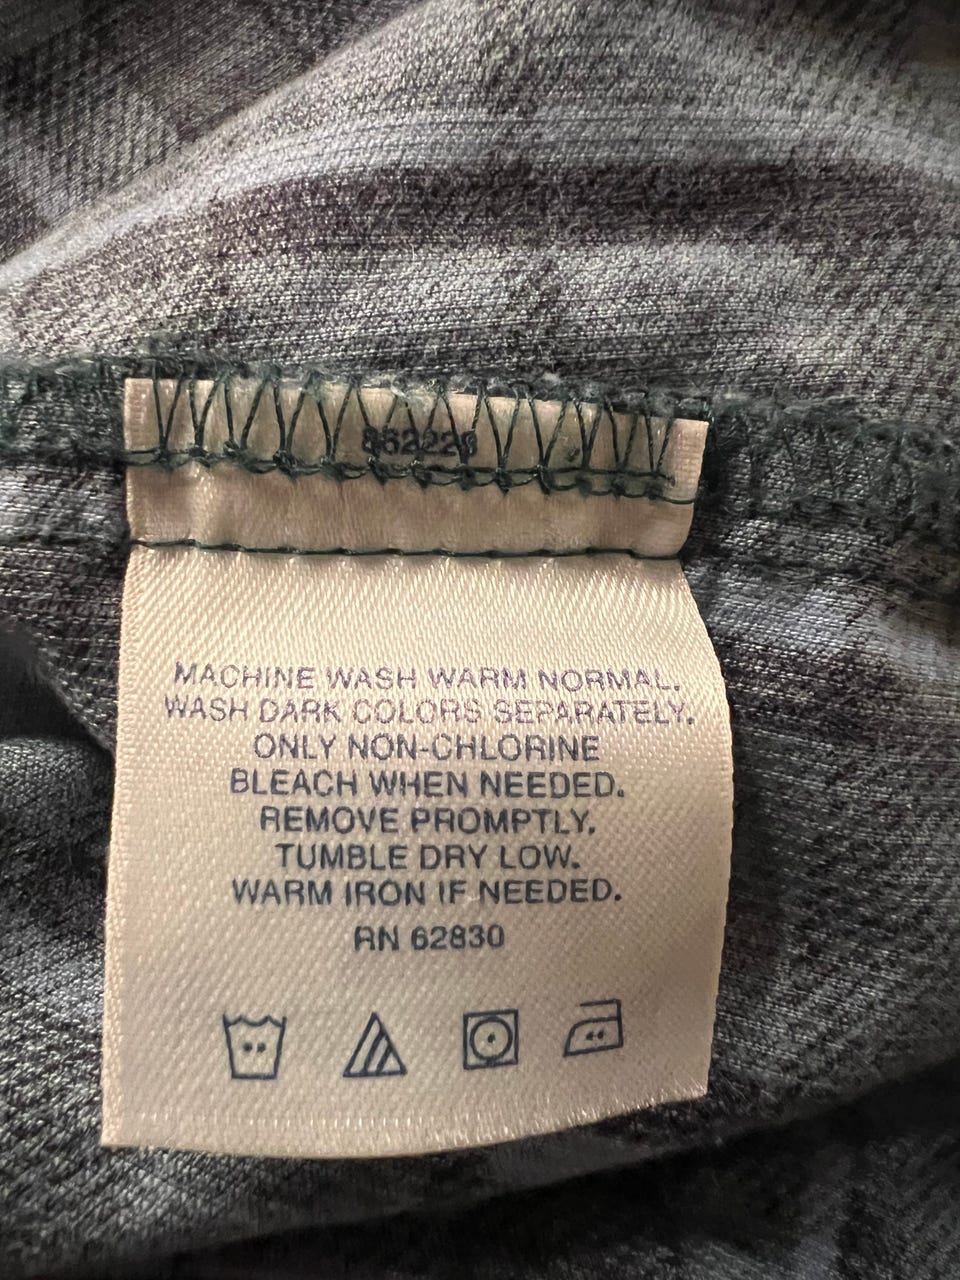 MACHINE WASH WARM NORMAL.
WASH DARK COLORS SEPARATELY.
ONLY NON-CHLORINE
BLEACH WHEN NEEDED.
REMOVE PROMPTLY.
TUMBLE DRY LOW.
WARM IRON IF NEEDED.
RN 62830